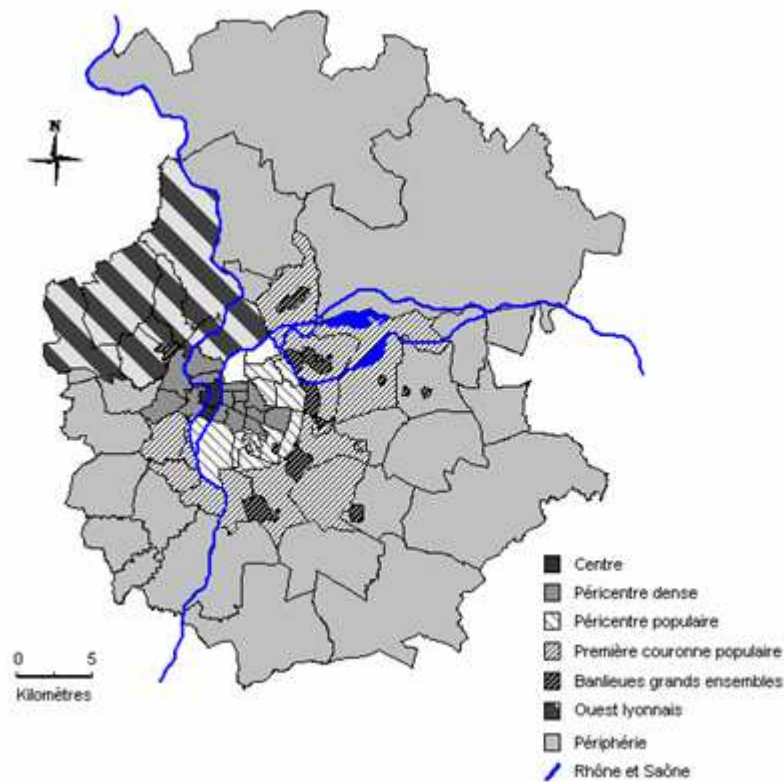 N
Centre
Péricentre dense
Péricentre populaire
Première couronne populaire
Banlieues grands ensembles
Ouest lyonnais
Périphérie
Rhône et Saône
0 5
Kilomètres